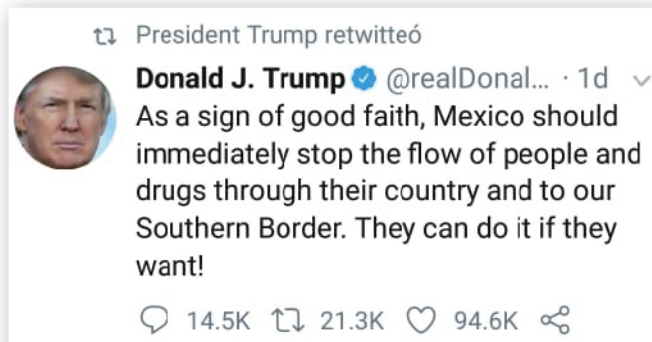 President Trump retwitteó
Donald J. Trump @realDonal... · 1d
As a sign of good faith, Mexico should
immediately stop the flow of people and
drugs through their country and to our
Southern Border. They can do it if they
want!
14.5K 21.3K 94.6K